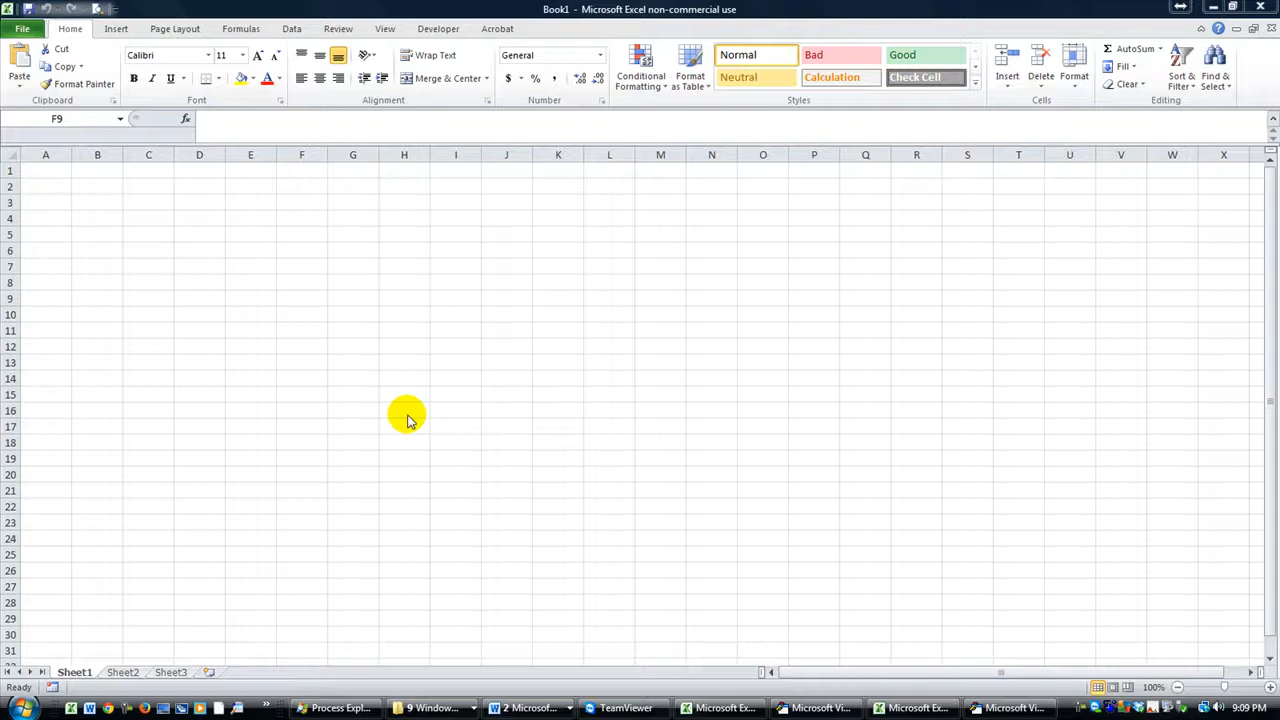 Book1 - Microsoft Excel non-commercial use
File Home Insert Page Layout Formulas Data Review View Developer Acrobat
Paste
Cut
Copy
Format Painter
Clipboard
Calibri 11
B I U
Font
Wrap Text
Merge & Center
Alignment
General
$ % ,
Number
Conditional Formatting
Format as Table
Normal Bad Good
Neutral Calculation Check Cell
Styles
Insert Delete Format
Cells
AutoSum
Fill
Clear
Sort & Filter
Find & Select
Editing
F9 fx
A B C D E F G H I J K L M N O P Q R S T U V W X
1
2
3
4
5
6
7
8
9
10
11
12
13
14
15
16
17
18
19
20
21
22
23
24
25
26
27
28
29
30
31
Sheet1 Sheet2 Sheet3
Ready 100%
Process Expl... 9 Window... 2 Microsof... TeamViewer Microsoft Ex... Microsoft Vi... Microsoft Ex... Microsoft Vi... 9:09 PM